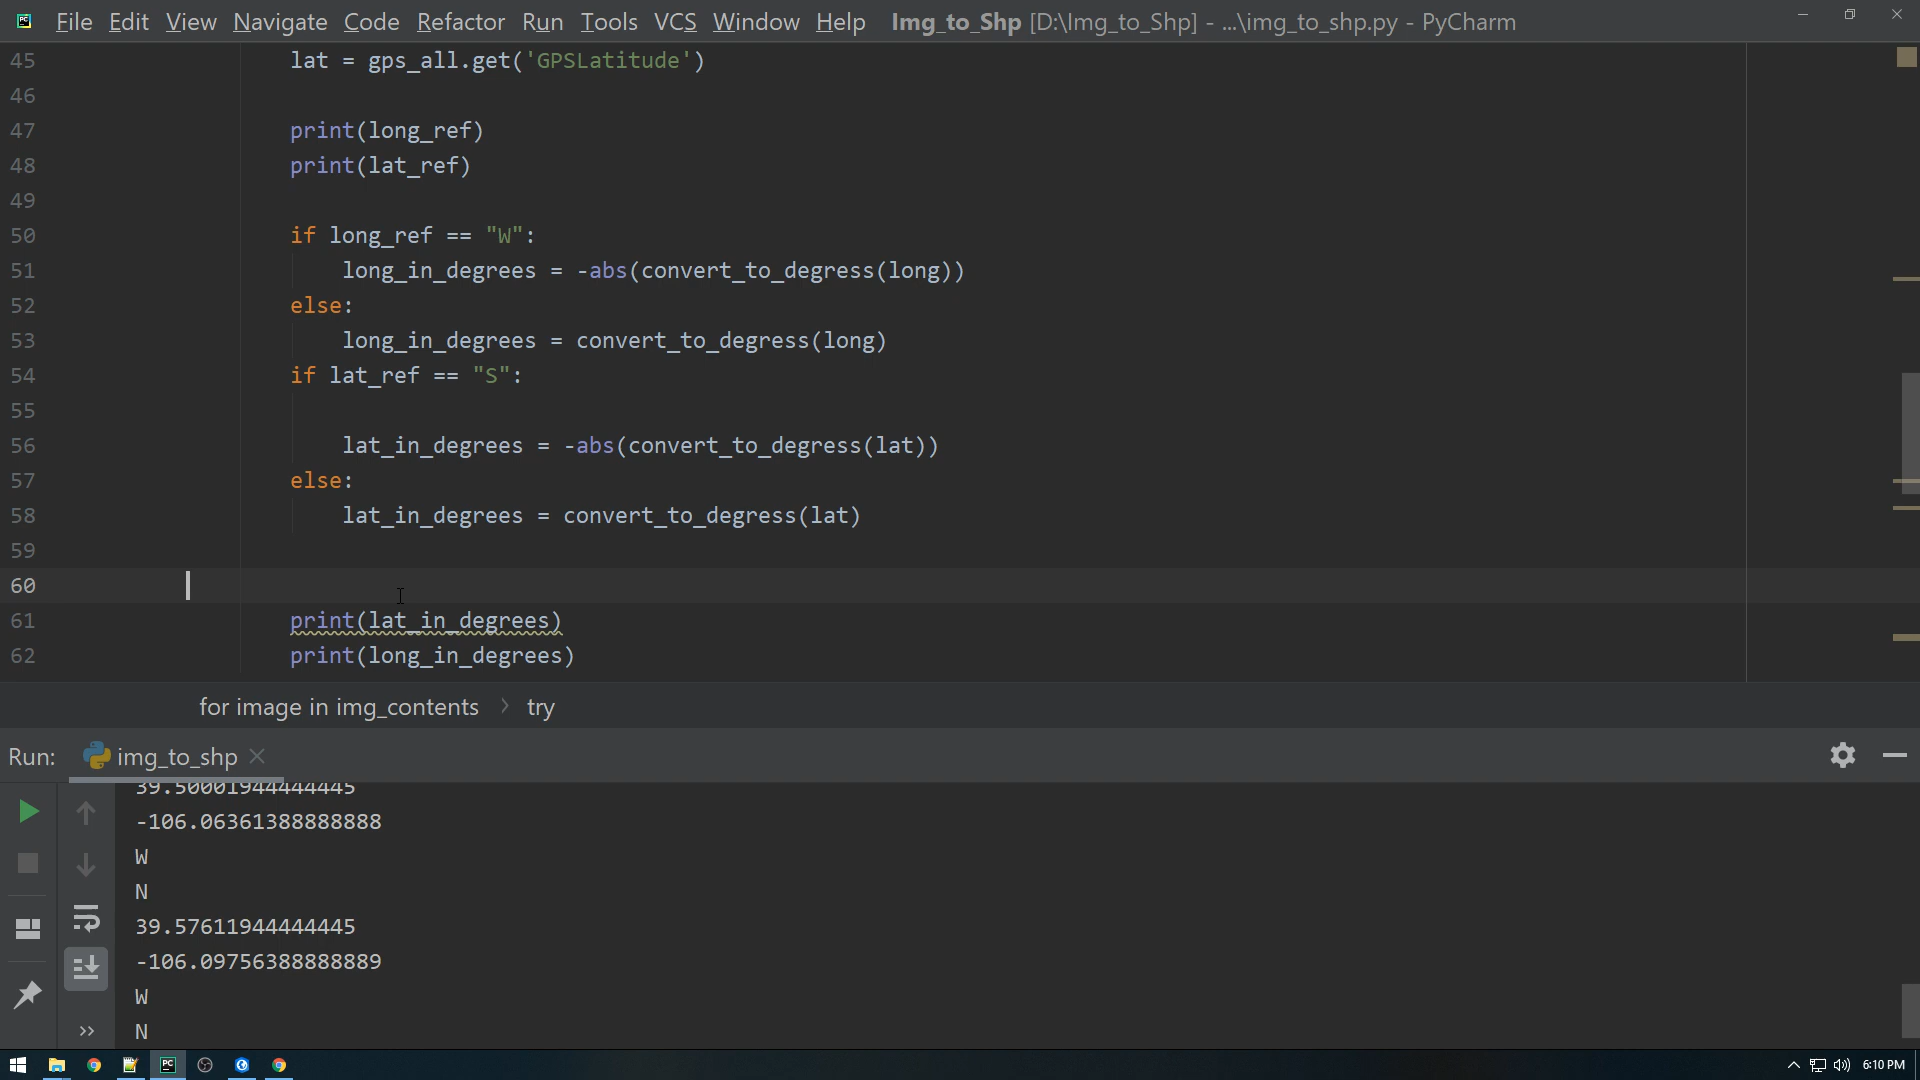 File Edit View Navigate Code Refactor Run Tools VCS Window Help Img_to_Shp [D:\Img_to_Shp] - ...\img_to_shp.py - PyCharm
45 lat = gps_all.get('GPSLatitude')
46
47 print(long_ref)
48 print(lat_ref)
49
50 if long_ref == "W":
51 long_in_degrees = -abs(convert_to_degress(long))
52 else:
53 long_in_degrees = convert_to_degress(long)
54 if lat_ref == "S":
55
56 lat_in_degrees = -abs(convert_to_degress(lat))
57 else:
58 lat_in_degrees = convert_to_degress(lat)
59
60
61 print(lat_in_degrees)
62 print(long_in_degrees)
for image in img_contents > try
Run: img_to_shp
39.50001944444445
-106.06361388888888
W
N
39.57611944444445
-106.09756388888889
W
N
6:10 PM